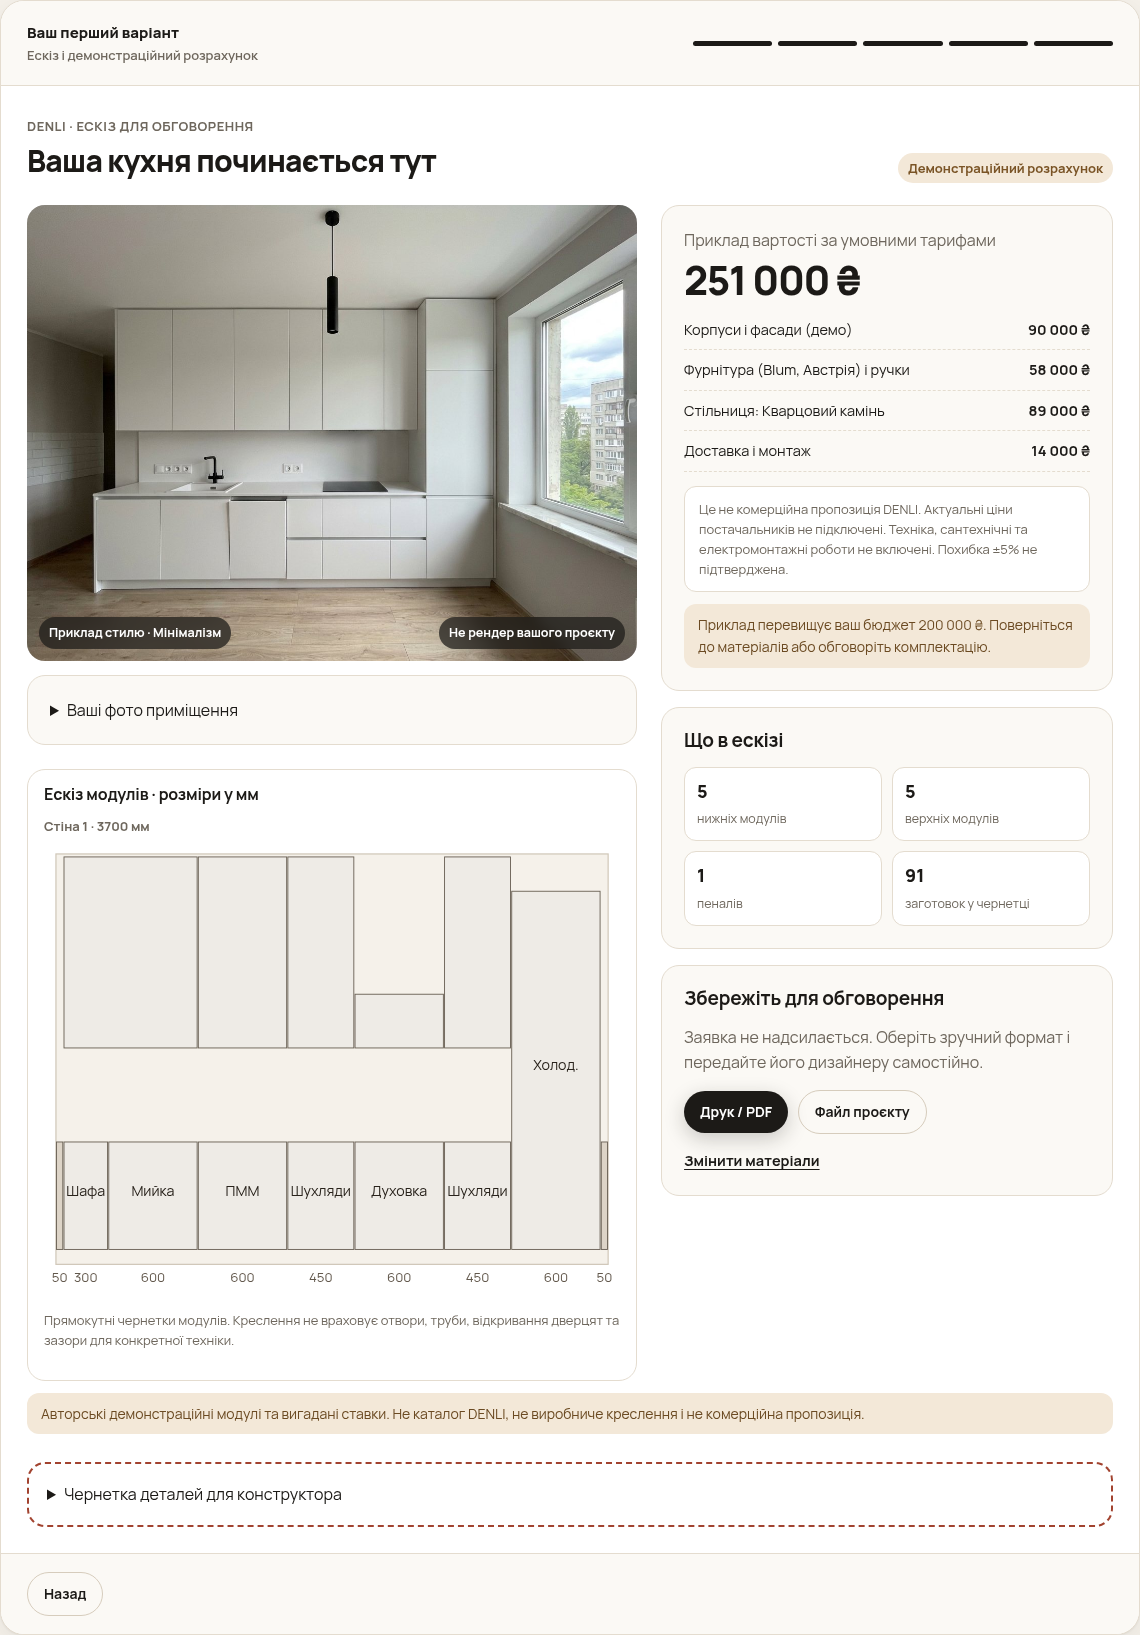 Ваш перший варіант
Ескіз і демонстраційний розрахунок
DENLI · ЕСКІЗ ДЛЯ ОБГОВОРЕННЯ
Ваша кухня починається тут
Демонстраційний розрахунок
Приклад стилю · Мінімалізм
Не рендер вашого проєкту
Ваші фото приміщення
Ескіз модулів · розміри у мм
Стіна 1 · 3700 мм
Холод.
Шафа
Мийка
ПММ
Шухляди
Духовка
Шухляди
50 300 600 600 450 600 450 600 50
Прямокутні чернетки модулів. Креслення не враховує отвори, труби, відкривання дверцят та
зазори для конкретної техніки.
Приклад вартості за умовними тарифами
251 000 ₴
Корпуси і фасади (демо) 90 000 ₴
Фурнітура (Blum, Австрія) і ручки 58 000 ₴
Стільниця: Кварцовий камінь 89 000 ₴
Доставка і монтаж 14 000 ₴
Це не комерційна пропозиція DENLI. Актуальні ціни
постачальників не підключені. Техніка, сантехнічні та
електромонтажні роботи не включені. Похибка ±5% не
підтверджена.
Приклад перевищує ваш бюджет 200 000 ₴. Поверніться
до матеріалів або обговоріть комплектацію.
Що в ескізі
5
нижніх модулів
5
верхніх модулів
1
пеналів
91
заготовок у чернетці
Збережіть для обговорення
Заявка не надсилається. Оберіть зручний формат і
передайте його дизайнеру самостійно.
Друк / PDF
Файл проєкту
Змінити матеріали
Авторські демонстраційні модулі та вигадані ставки. Не каталог DENLI, не виробниче креслення і не комерційна пропозиція.
Чернетка деталей для конструктора
Назад